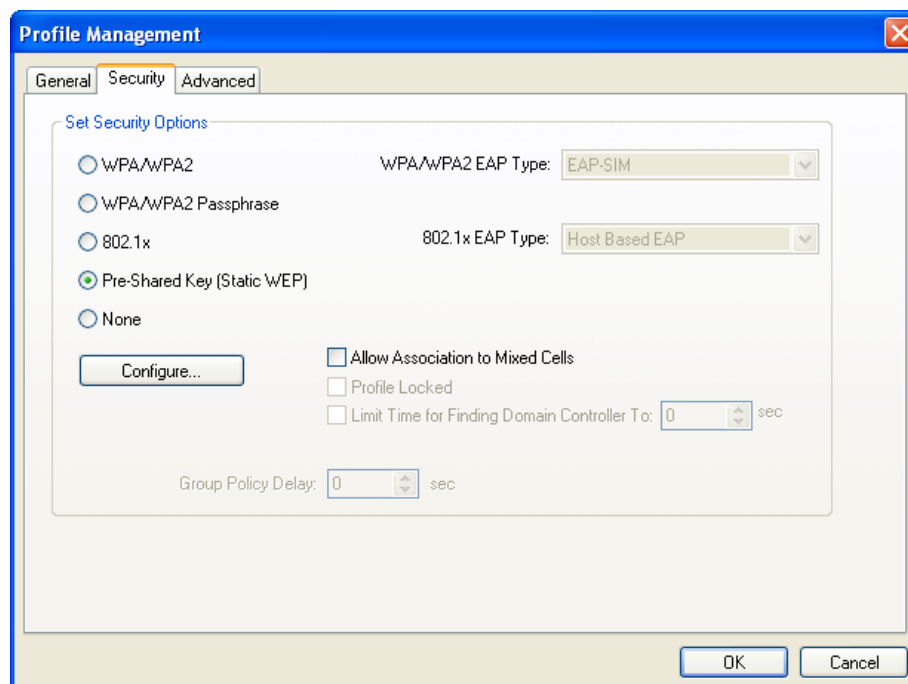 Profile Management
General Security Advanced
Set Security Options
WPA/WPA2 WPA/WPA2 EAP Type: EAP-SIM
WPA/WPA2 Passphrase
802.1x 802.1x EAP Type: Host Based EAP
Pre-Shared Key (Static WEP)
None
Configure... Allow Association to Mixed Cells
Profile Locked
Limit Time for Finding Domain Controller To: 0 sec
Group Policy Delay: 0 sec
OK Cancel